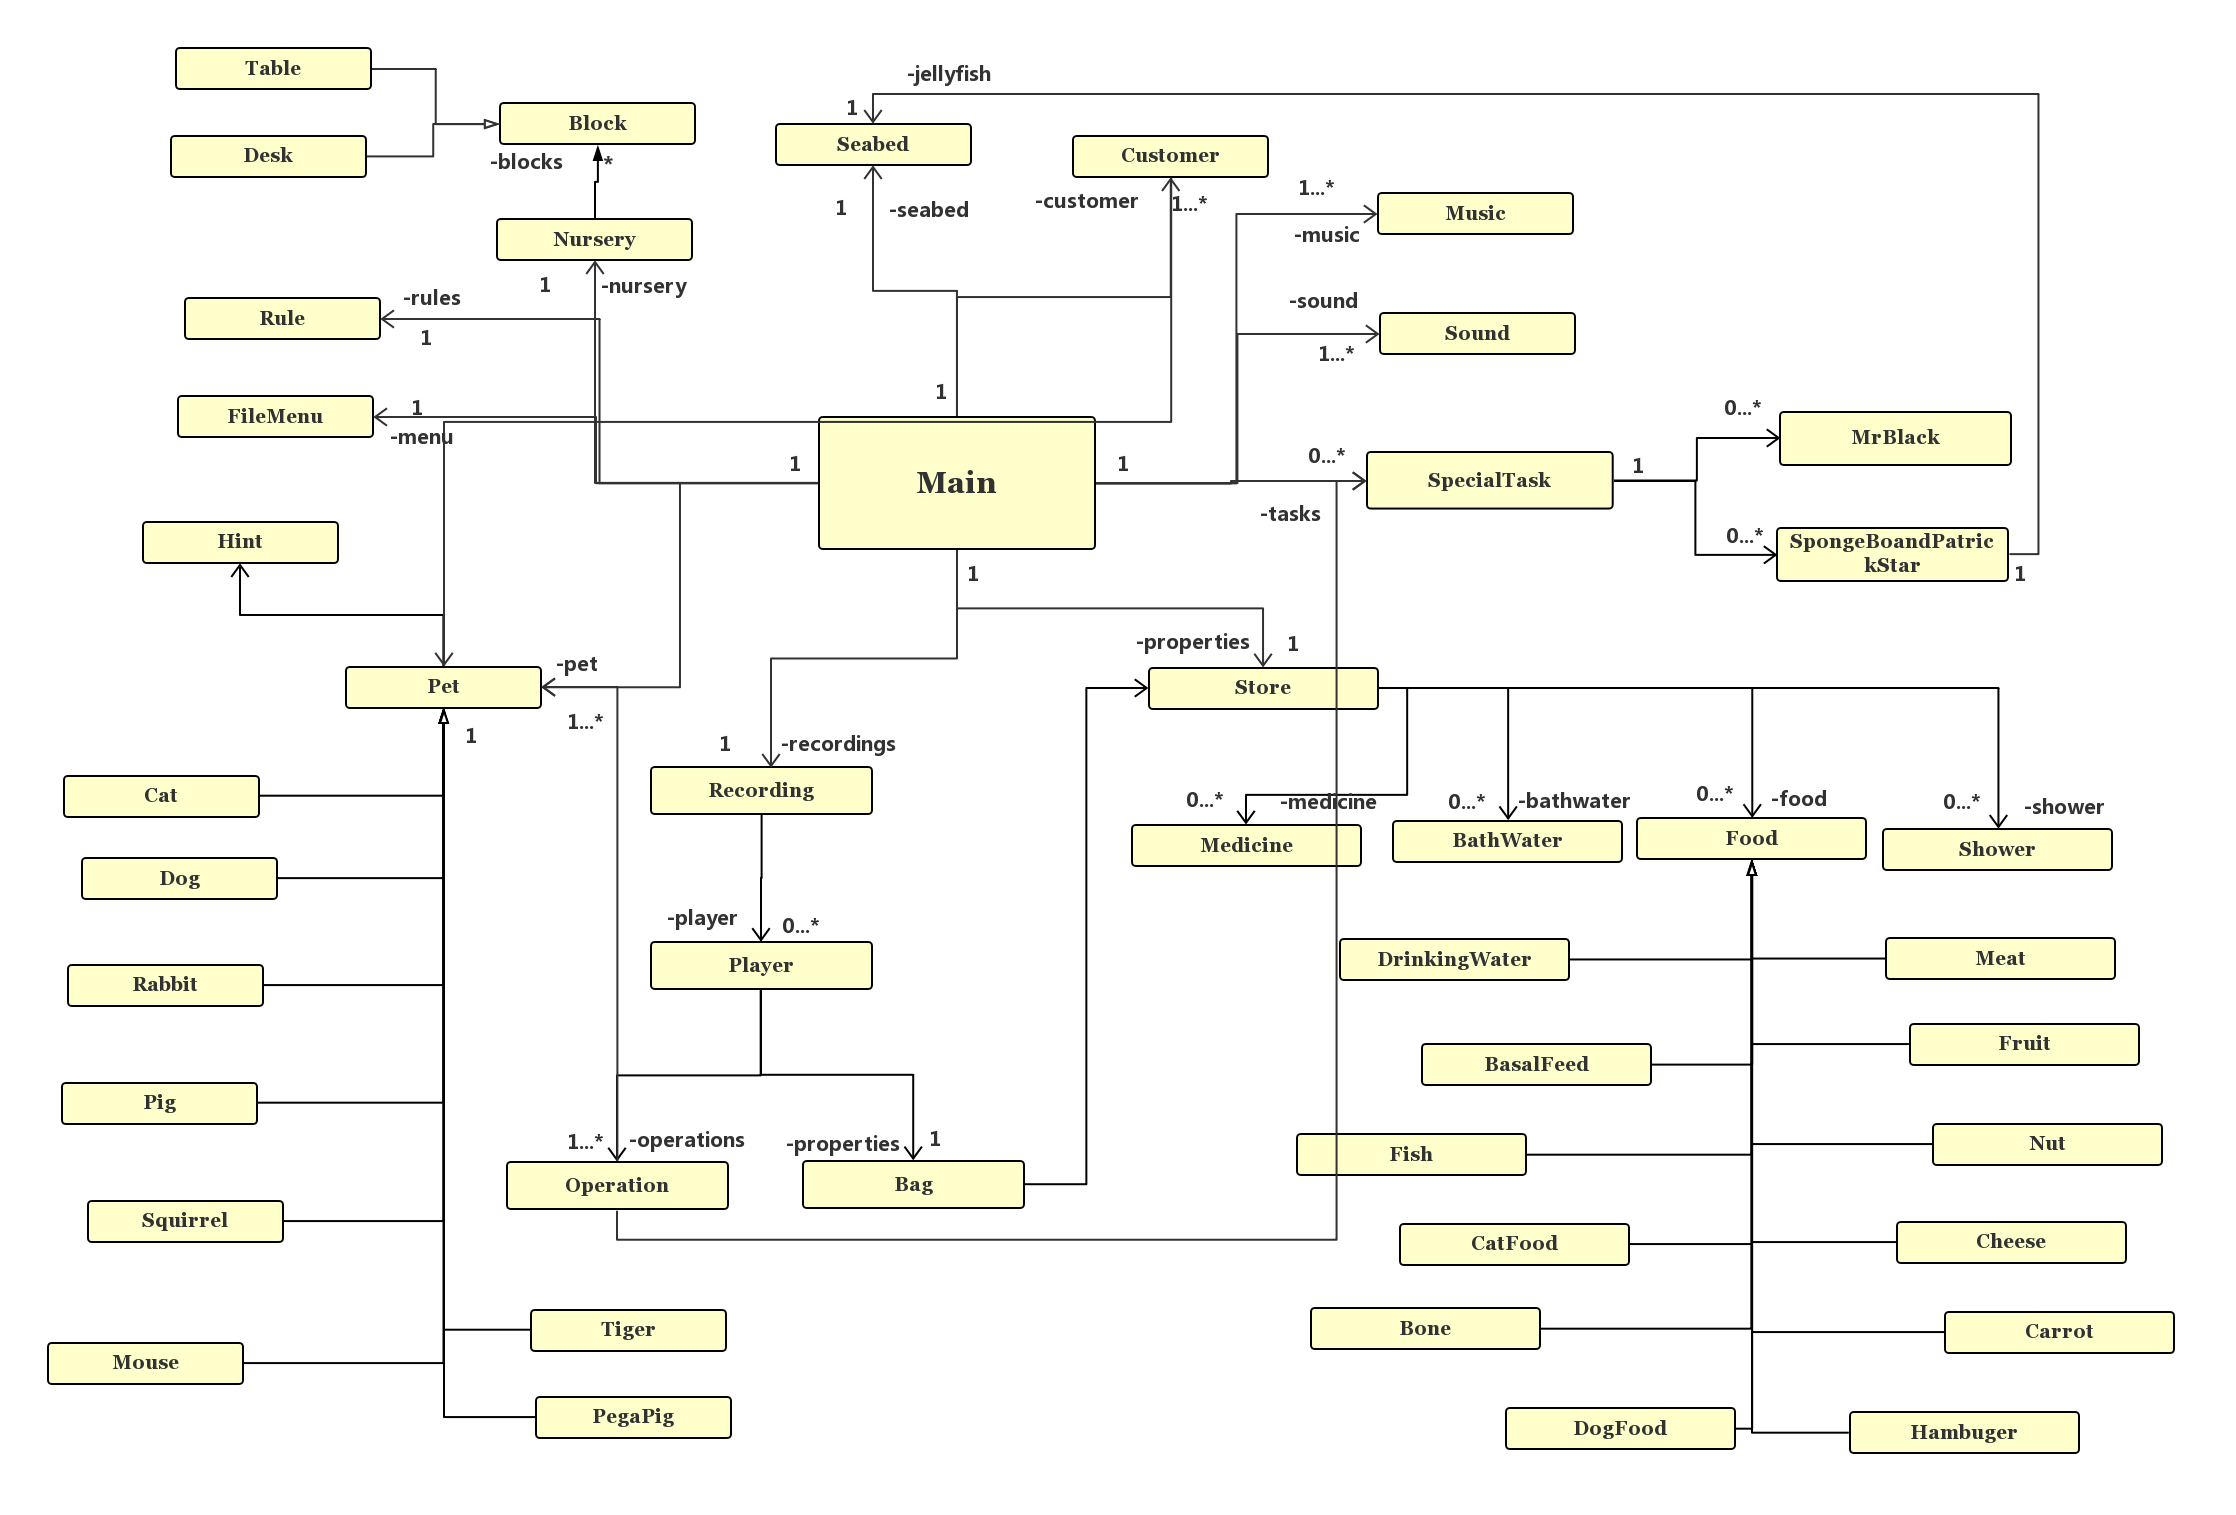 Table
-jellyfish
1
Block
Seabed
Customer
Desk
-blocks
*
1...*
Music
-customer
1...*
1
-seabed
-music
Nursery
1
-nursery
-rules
-sound
Rule
1
Sound
1...*
1
FileMenu
1
-menu
0...*
MrBlack
1
Main
1
0...*
SpecialTask
1
-tasks
0...*
SpongeBoandPatric
kStar
1
Hint
1
-properties
1
-pet
Pet
Store
1...*
1
1
-recordings
Cat
Recording
0...*
-medicine
0...*
-bathwater
0...*
-food
0...*
-shower
Medicine
BathWater
Food
Shower
Dog
-player
0...*
Player
DrinkingWater
Meat
Rabbit
Fruit
BasalFeed
Pig
1...*
-operations
-properties
1
Nut
Fish
Operation
Bag
Squirrel
CatFood
Cheese
Tiger
Bone
Carrot
Mouse
PegaPig
DogFood
Hambuger